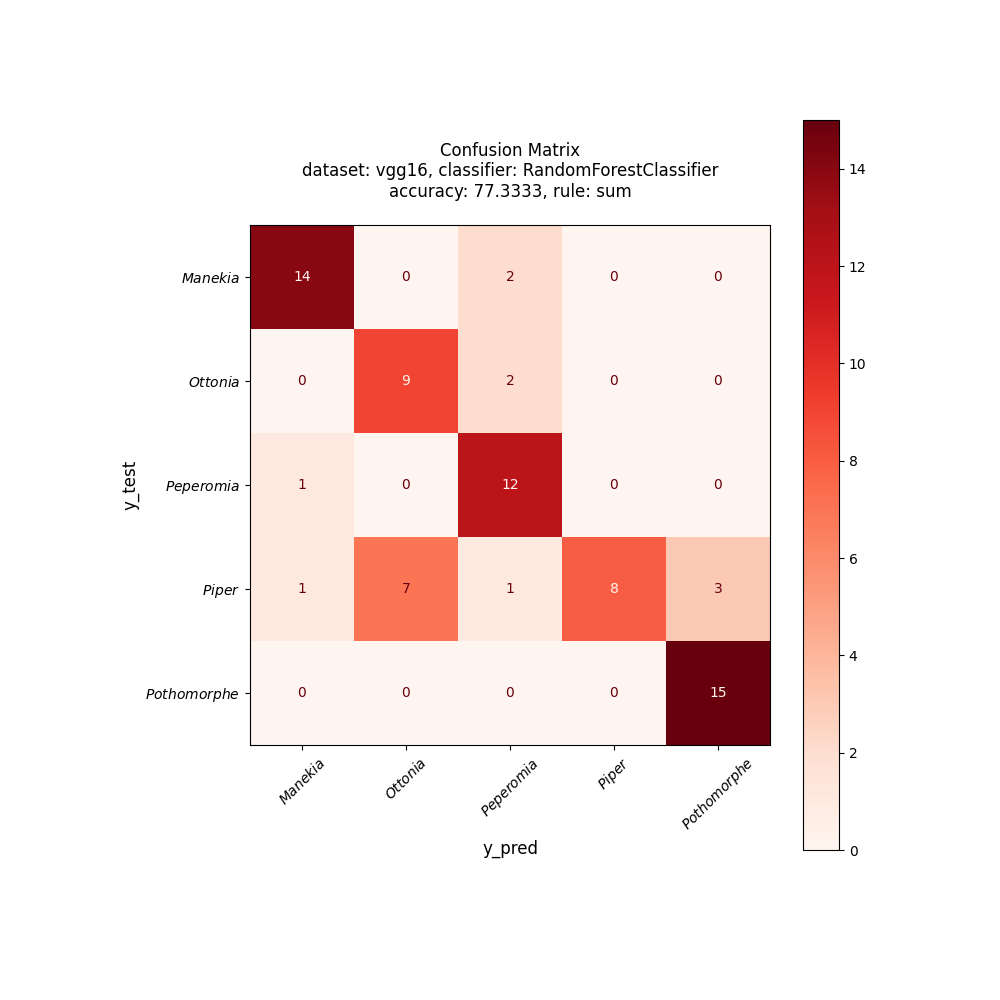 Confusion Matrix
dataset: vgg16, classifier: RandomForestClassifier
accuracy: 77.3333, rule: sum
y_test
Manekia 14 0 2 0 0
Ottonia 0 9 2 0 0
Peperomia 1 0 12 0 0
Piper 1 7 1 8 3
Pothomorphe 0 0 0 0 15
Manekia Ottonia Peperomia Piper Pothomorphe
y_pred
14
12
10
8
6
4
2
0